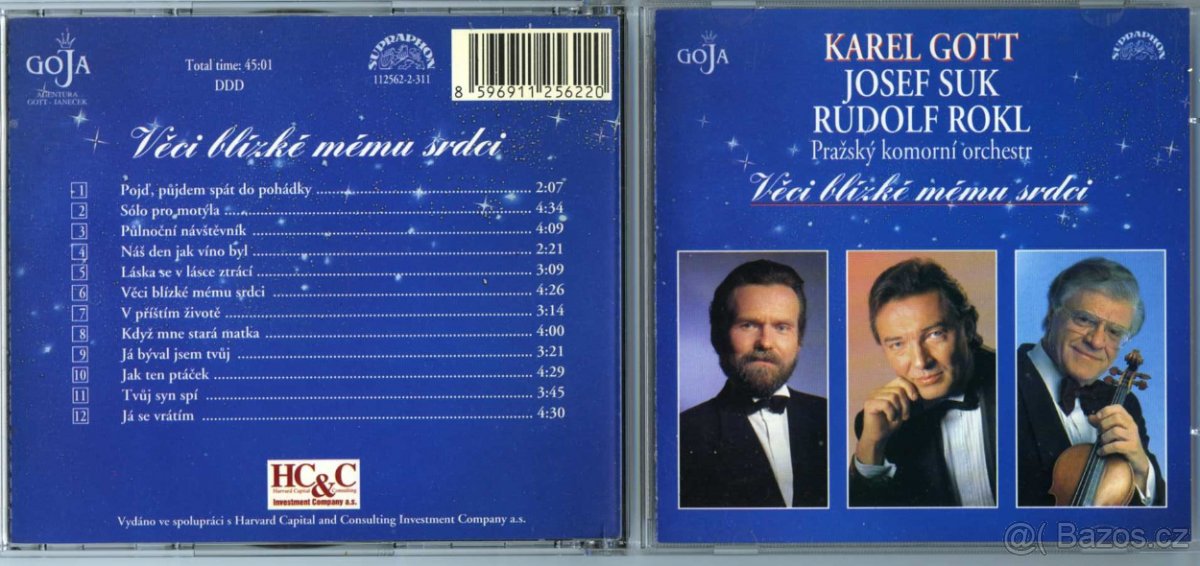 GOJA
AGENTURA
GOTT - JANEČEK
Total time: 45:01
DDD
SUPRAPHON
112562-2-311
8 596911 256220
Věci blízké mému srdci
1 Pojď, půjdem spát do pohádky 2:07
2 Sólo pro motýla 4:34
3 Půlnoční návštěvník 4:09
4 Náš den jak víno byl 2:21
5 Láska se v lásce ztrácí 3:09
6 Věci blízké mému srdci 4:26
7 V příštím životě 3:14
8 Když mne stará matka 4:00
9 Já býval jsem tvůj 3:21
10 Jak ten ptáček 4:29
11 Tvůj syn spí 3:45
12 Já se vrátím 4:30
HC&C
Harvard Capital Consulting
Investment Company a.s.
Vydáno ve spolupráci s Harvard Capital and Consulting Investment Company a.s.
GOJA
SUPRAPHON
KAREL GOTT
JOSEF SUK
RUDOLF ROKL
Pražský komorní orchestr
Věci blízké mému srdci
@( Bazoš.cz